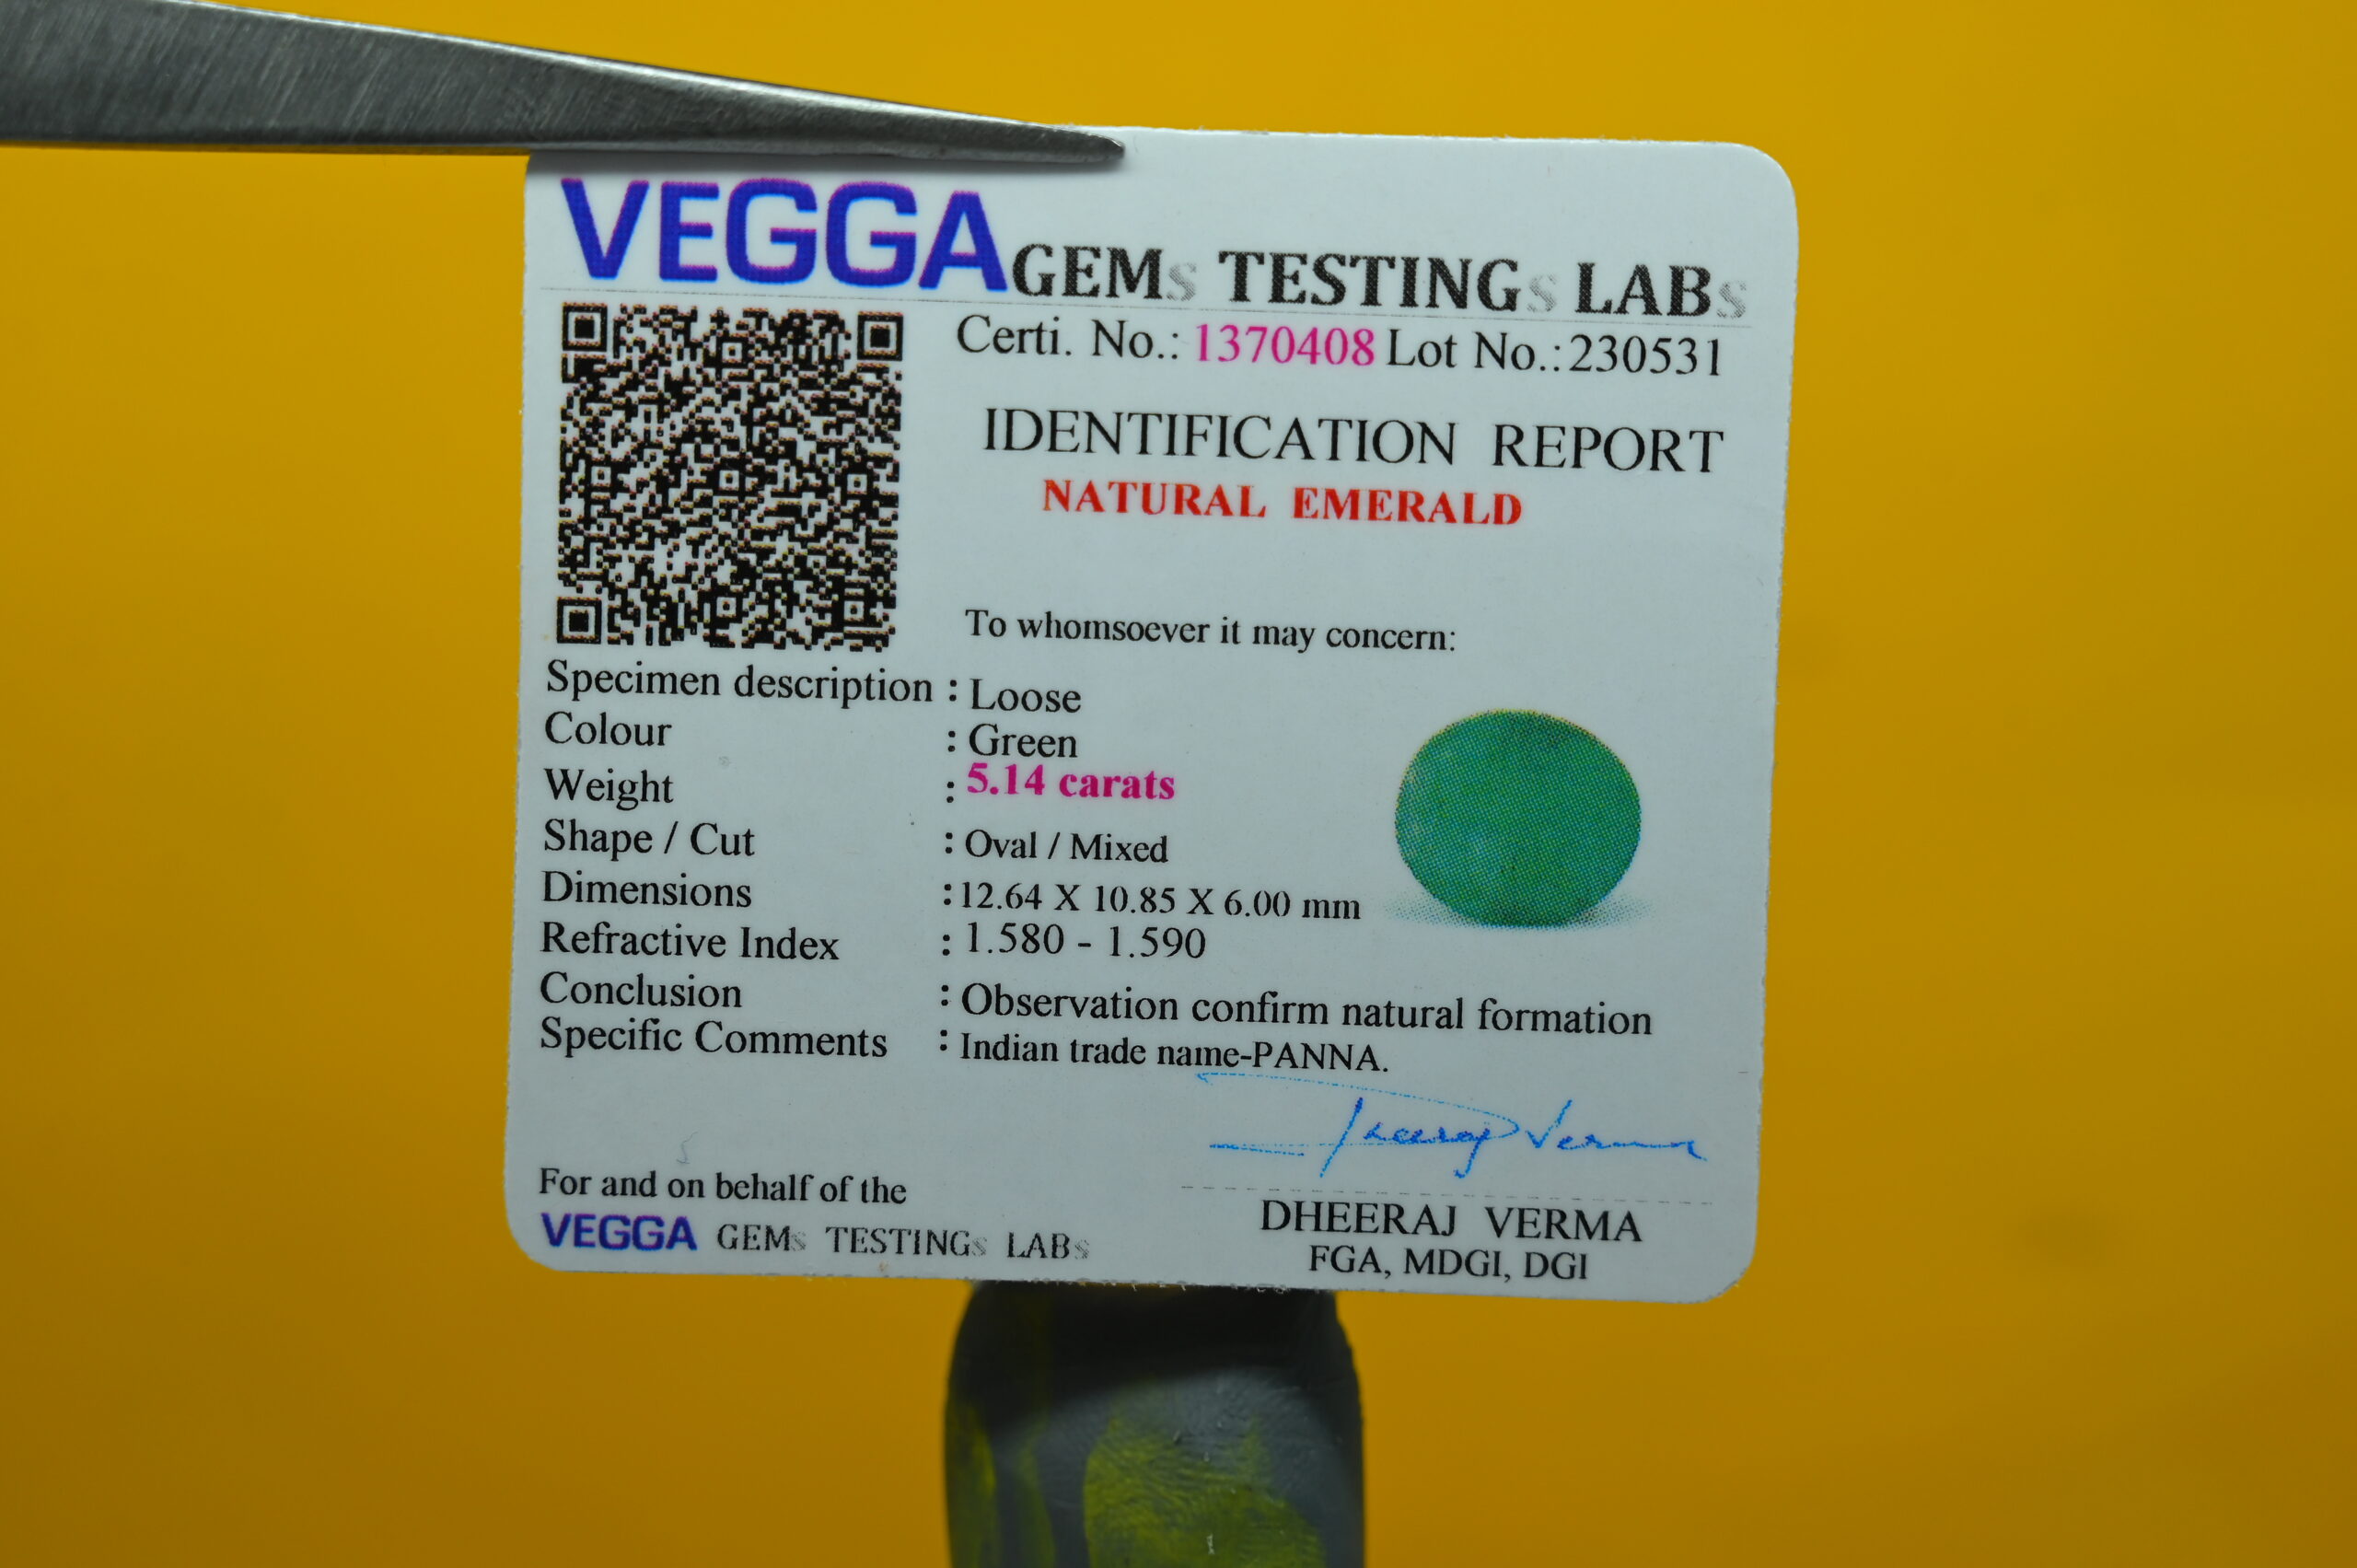 VEGGA GEMs TESTINGs LABs
Certi. No.: 1370408 Lot No.:230531
IDENTIFICATION REPORT
NATURAL EMERALD
To whomsoever it may concern:
Specimen description : Loose
Colour : Green
Weight : 5.14 carats
Shape / Cut : Oval / Mixed
Dimensions :12.64 X 10.85 X 6.00 mm
Refractive Index : 1.580 - 1.590
Conclusion : Observation confirm natural formation
Specific Comments : Indian trade name-PANNA.
Dheeraj Verma
For and on behalf of the
VEGGA GEMs TESTINGs LABs
DHEERAJ VERMA
FGA, MDGI, DGI